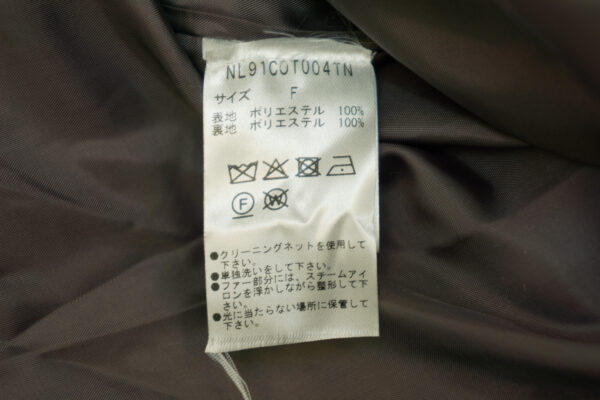 NL91COT004TN
サイズ F
表地 ポリエステル 100%
裏地 ポリエステル 100%
F W
●クリーニングネットを使用して
下さい。
●単独洗いをして下さい。
●ファー部分には、スチームアイ
ロンを浮かしながら整形して下
さい。
●光に当たらない場所に保管して
下さい。